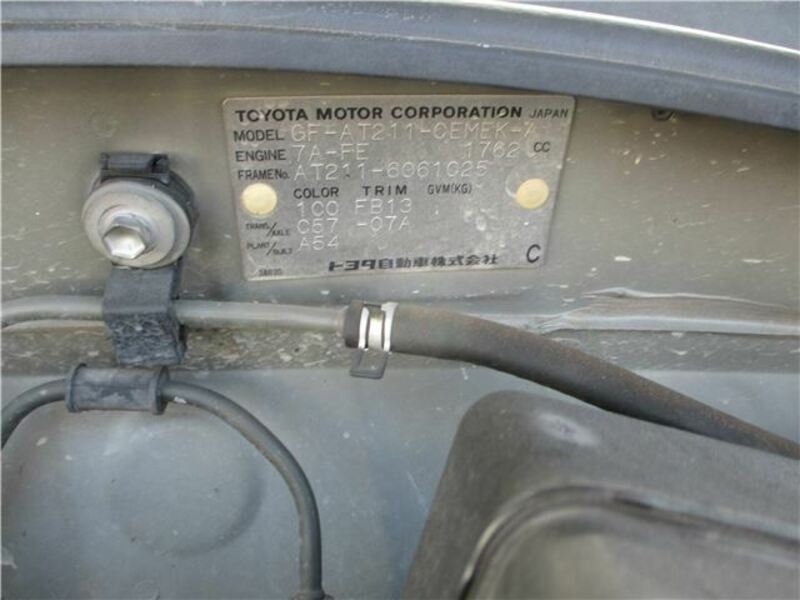 TOYOTA MOTOR CORPORATION JAPAN
MODEL GF-AT211-CEMEK-A
ENGINE 7A-FE 1762 CC
FRAME No. AT211-6061025
COLOR TRIM GVM(KG)
1C0 FB13
TRANS./AXLE C57 -07A
PLANT/BUILT A54
トヨタ自動車株式会社 C